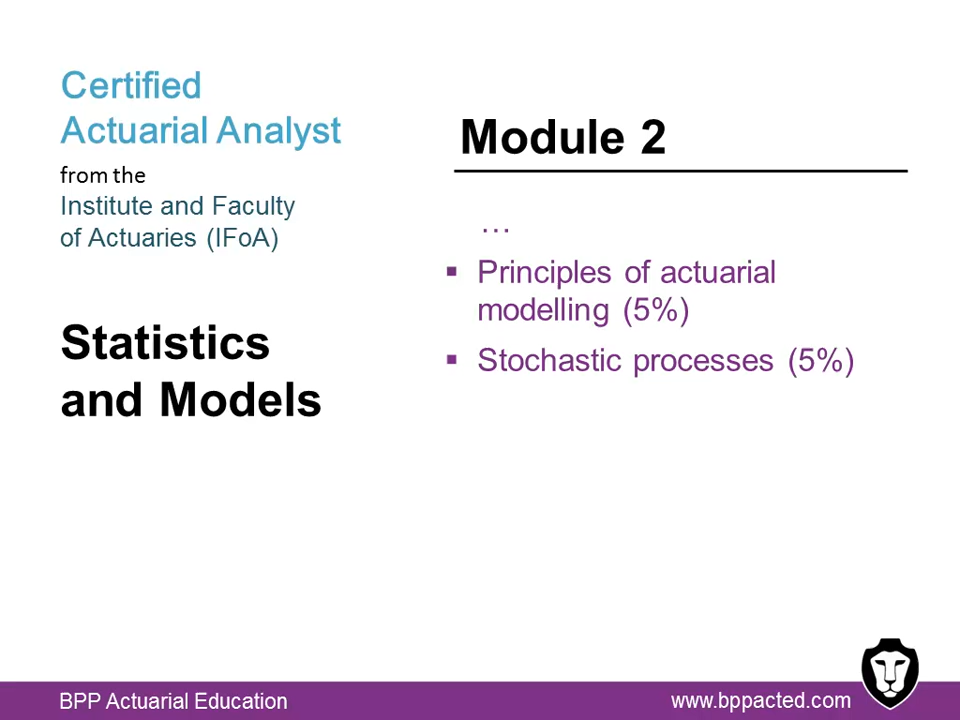 Certified
Actuarial Analyst
from the
Institute and Faculty
of Actuaries (IFoA)
Statistics
and Models
Module 2
…
▪ Principles of actuarial
modelling (5%)
▪ Stochastic processes (5%)
BPP Actuarial Education
www.bppacted.com